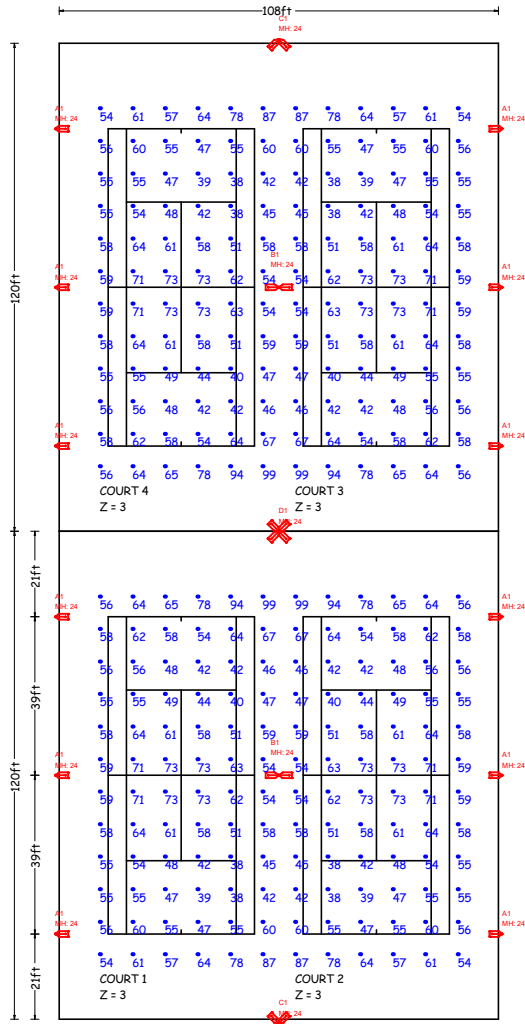 108ft
C1
MH: 24
A1
MH: 24
A1
MH: 24
54 61 57 64 78 87 87 78 64 57 61 54
56 60 55 47 55 60 60 55 47 55 60 56
55 55 47 39 38 42 42 38 39 47 55 55
55 54 48 42 38 45 45 38 42 48 54 55
58 64 61 58 51 58 58 51 58 61 64 58
B1
MH: 24
A1
MH: 24
A1
MH: 24
59 71 73 73 62 54 54 62 73 73 71 59
120ft
59 71 73 73 63 54 54 63 73 73 71 59
58 64 61 58 51 59 59 51 58 61 64 58
55 55 49 44 40 47 47 40 44 49 55 55
56 56 48 42 42 46 46 42 42 48 56 56
A1
MH: 24
A1
MH: 24
58 62 58 54 64 67 67 64 54 58 62 58
56 64 65 78 94 99 99 94 78 65 64 56
COURT 4
Z = 3
COURT 3
Z = 3
D1
MH: 24
21ft
A1
MH: 24
A1
MH: 24
56 64 65 78 94 99 99 94 78 65 64 56
58 62 58 54 64 67 67 64 54 58 62 58
56 56 48 42 42 46 46 42 42 48 56 56
39ft
55 55 49 44 40 47 47 40 44 49 55 55
58 64 61 58 51 59 59 51 58 61 64 58
B1
MH: 24
A1
MH: 24
A1
MH: 24
59 71 73 73 63 54 54 63 73 73 71 59
120ft
59 71 73 73 62 54 54 62 73 73 71 59
58 64 61 58 51 58 58 51 58 61 64 58
39ft
55 54 48 42 38 45 45 38 42 48 54 55
55 55 47 39 38 42 42 38 39 47 55 55
A1
MH: 24
A1
MH: 24
56 60 55 47 55 60 60 55 47 55 60 56
54 61 57 64 78 87 87 78 64 57 61 54
21ft
COURT 1
Z = 3
COURT 2
Z = 3
C1
MH: 24